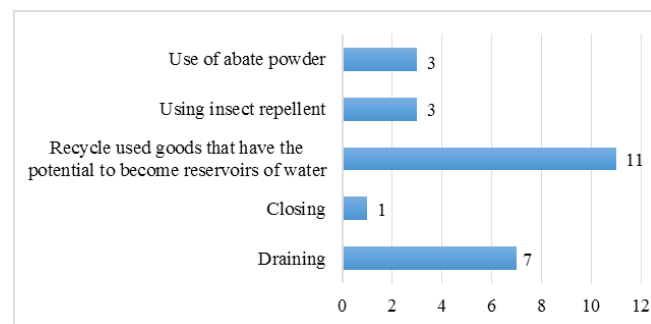 Use of abate powder
3
Using insect repellent
3
Recycle used goods that have the
potential to become reservoirs of water
11
Closing
1
Draining
7
0 2 4 6 8 10 12